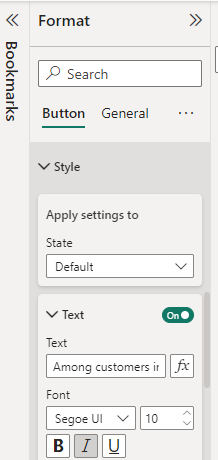 Format
Bookmarks
Search
Button General ...
Style
Apply settings to
State
Default
Text
On
Text
Among customers in
fx
Font
Segoe UI
10
B I U